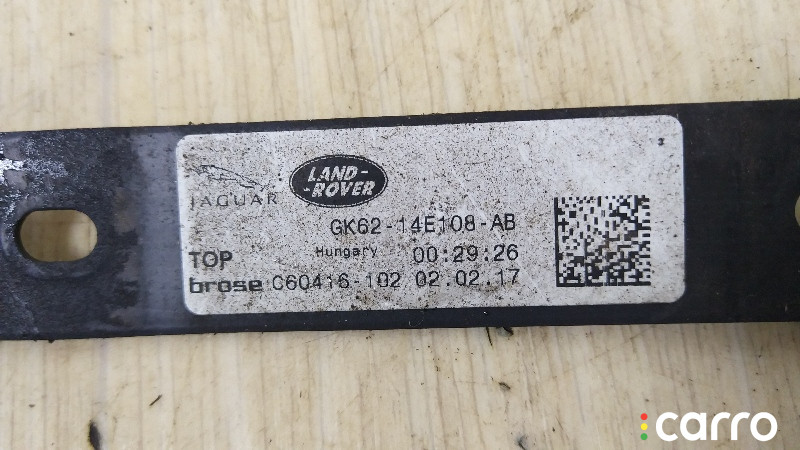 JAGUAR
LAND-
-ROVER
GK62-14E108-AB
TOP
Hungary 00:29:26
brose C60416-102 02.02.17
carro